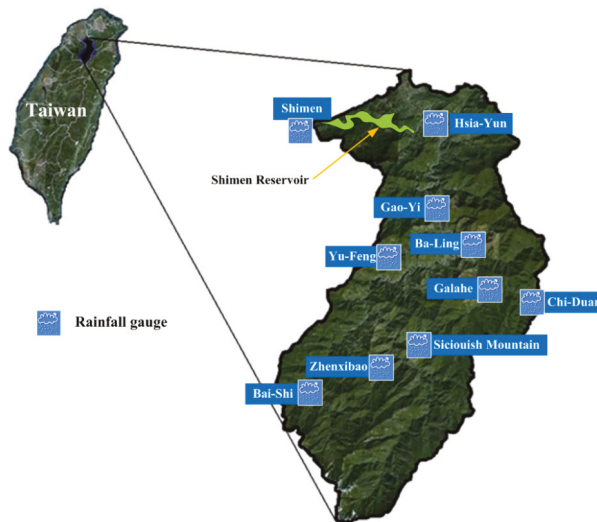 Taiwan
Shimen
Hsia-Yun
Shimen Reservoir
Gao-Yi
Ba-Ling
Yu-Feng
Galahe
Chi-Duan
Rainfall gauge
Siciouish Mountain
Zhenxibao
Bai-Shi